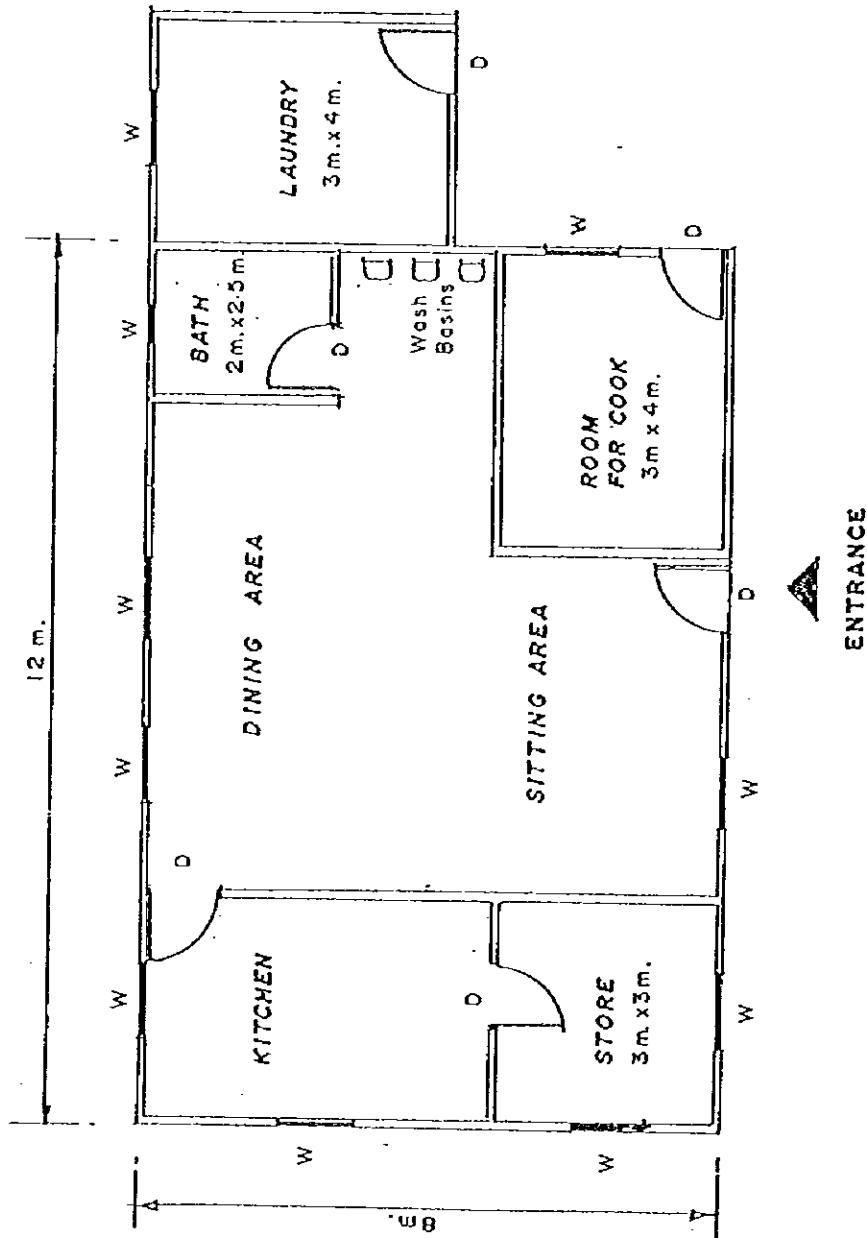 12 m.
W
W
W
W
W
D
KITCHEN
DINING AREA
BATH
2m. x 2·5m.
LAUNDRY
3m. x 4m.
D
D
Wash
Basins
D
W
8m.
W
D
STORE
3m. x 3m.
SITTING AREA
ROOM
FOR COOK
3m x 4m.
W
D
W
W
D
ENTRANCE